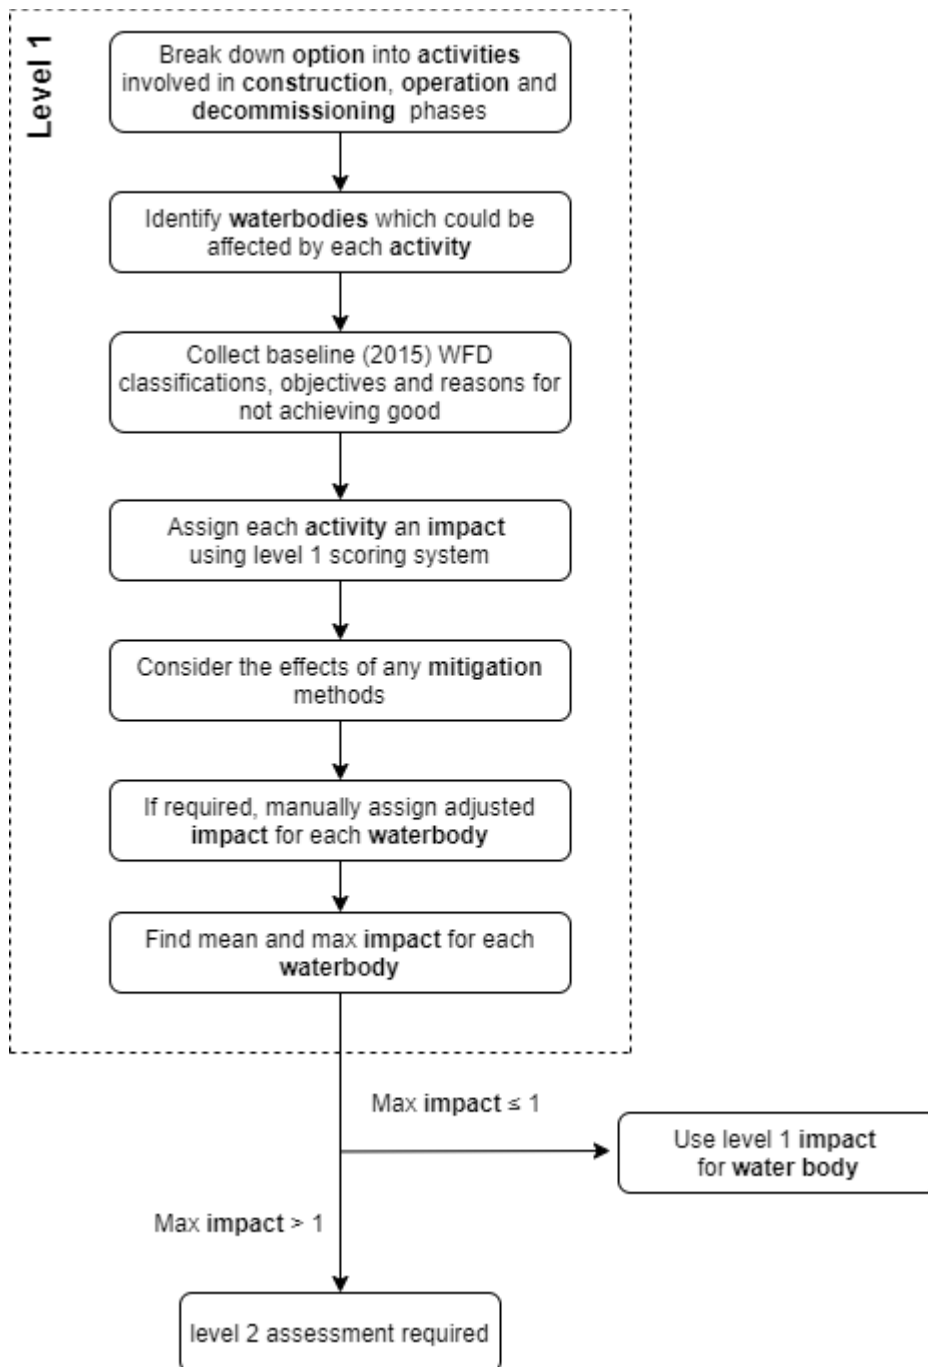 Level 1
Break down option into activities
involved in construction, operation and
decommissioning phases
Identify waterbodies which could be
affected by each activity
Collect baseline (2015) WFD
classifications, objectives and reasons for
not achieving good
Assign each activity an impact
using level 1 scoring system
Consider the effects of any mitigation
methods
If required, manually assign adjusted
impact for each waterbody
Find mean and max impact for each
waterbody
Max impact ≤ 1
Use level 1 impact
for water body
Max impact > 1
level 2 assessment required